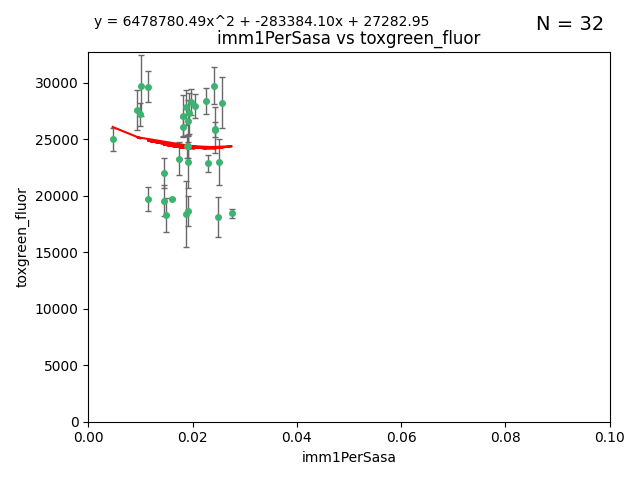 y = 6478780.49x^2 + -283384.10x + 27282.95
N = 32
imm1PerSasa vs toxgreen_fluor
30000
25000
20000
15000
10000
5000
0
toxgreen_fluor
0.00 0.02 0.04 0.06 0.08 0.10
imm1PerSasa